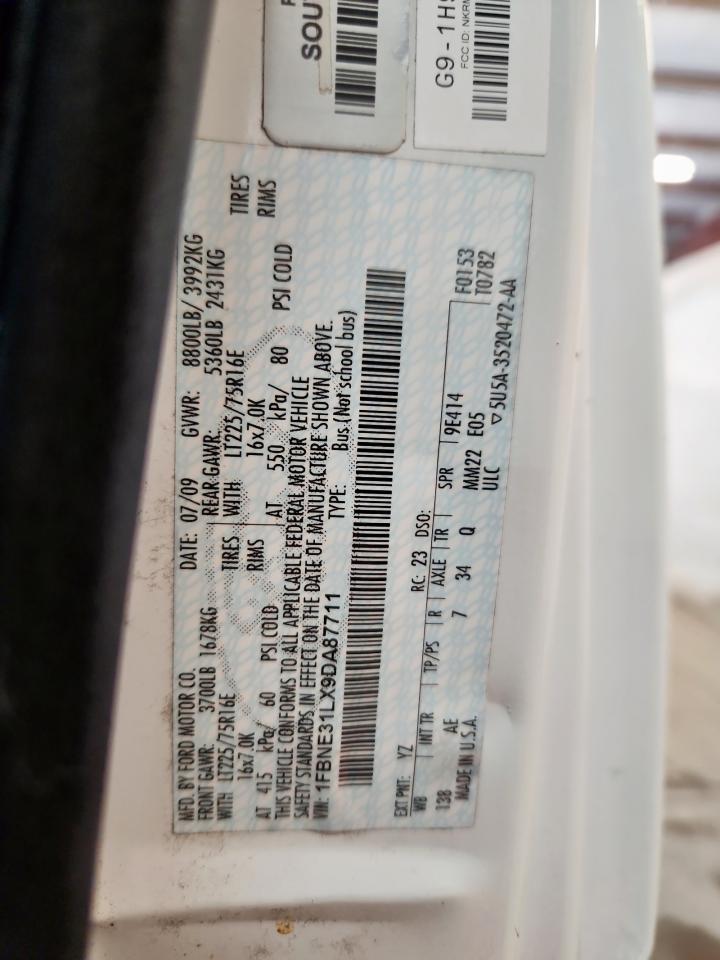 MFD. BY FORD MOTOR CO. DATE: 07/09 GVWR: 8800LB/ 3992KG
FRONT GAWR: 3700LB 1678KG REAR GAWR: 5360LB 2431KG
WITH LT225/75R16E TIRES WITH LT225/75R16E TIRES
16x7.0K RIMS 16x7.0K RIMS
AT 415 kPa/ 60 PSI COLD AT 550 kPa/ 80 PSI COLD
THIS VEHICLE CONFORMS TO ALL APPLICABLE FEDERAL MOTOR VEHICLE
SAFETY STANDARDS IN EFFECT ON THE DATE OF MANUFACTURE SHOWN ABOVE.
VIN: 1FBNE31LX9DA87711 TYPE: Bus (Not school bus)
EXT PNT: YZ RC: 23 DSO:
WB INT TR TP/PS R AXLE TR SPR 9E414 F0153
138 AE 7 34 Q MM22 E05 T0782
MADE IN U.S.A. ULC ▽5U5A-3520472-AA
SOU
G9-1H
FCC ID: NKR